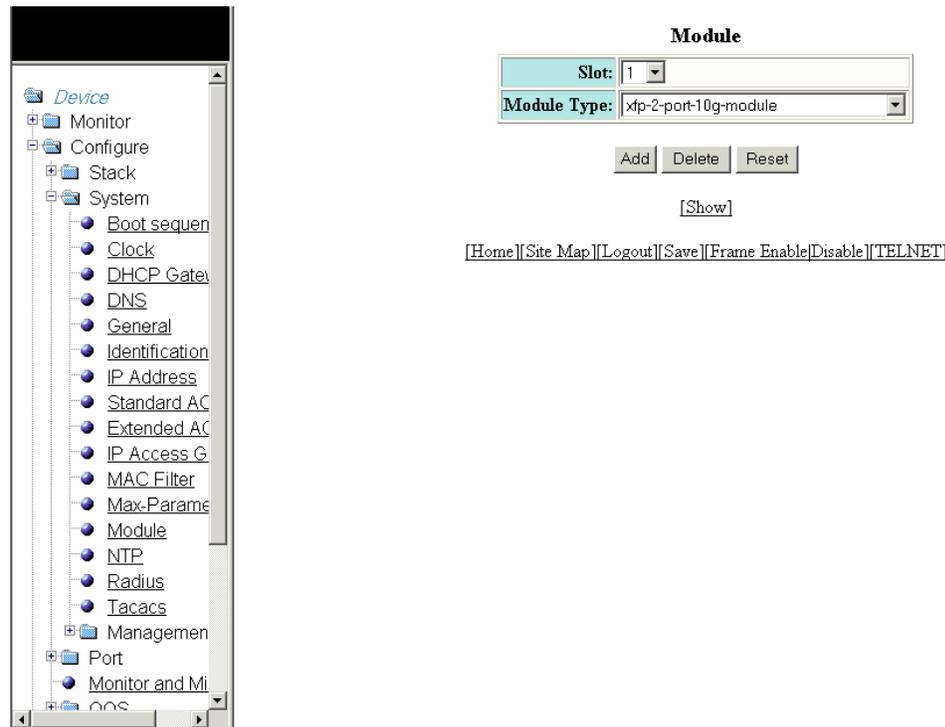 Device
Monitor
Configure
Stack
System
Boot sequen
Clock
DHCP Gatew
DNS
General
Identification
IP Address
Standard AC
Extended AC
IP Access G
MAC Filter
Max-Parame
Module
NTP
Radius
Tacacs
Managemen
Port
Monitor and Mi
QOS
Module
Slot: 1
Module Type: xfp-2-port-10g-module
Add Delete Reset
[Show]
[Home][Site Map][Logout][Save][Frame Enable|Disable][TELNET]